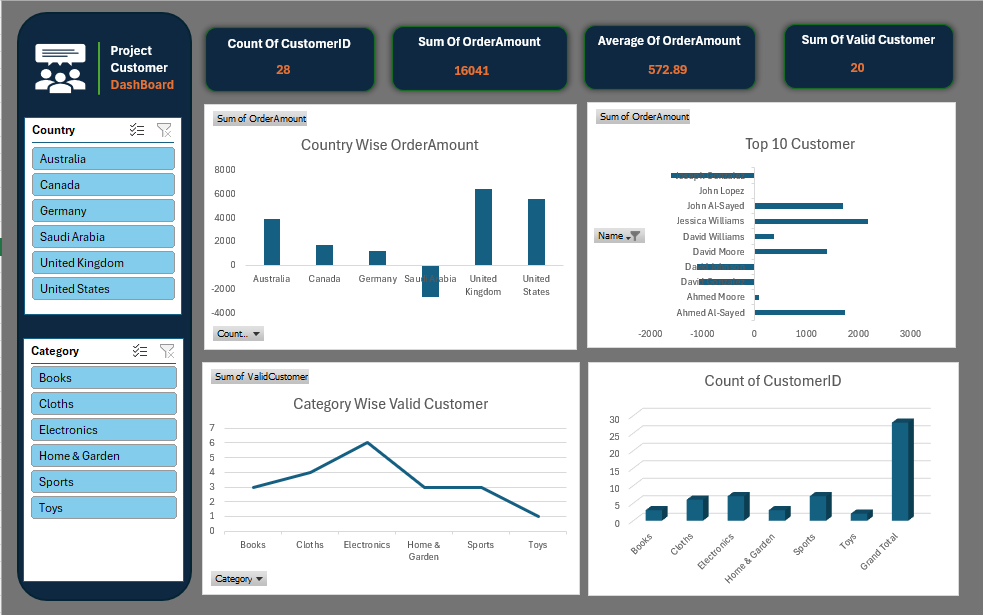 Project
Customer
DashBoard
Count Of CustomerID
28
Sum Of OrderAmount
16041
Average Of OrderAmount
572.89
Sum Of Valid Customer
20
Country
Australia
Canada
Germany
Saudi Arabia
United Kingdom
United States
Category
Books
Cloths
Electronics
Home & Garden
Sports
Toys
Sum of OrderAmount
Country Wise OrderAmount
8000
6000
4000
2000
0
-2000
-4000
Australia
Canada
Germany
Saudi Arabia
United
Kingdom
United
States
Count...
Sum of OrderAmount
Top 10 Customer
Name
John Lopez
John Al-Sayed
Jessica Williams
David Williams
David Moore
David
Ahmed Moore
Ahmed Al-Sayed
-2000
-1000
0
1000
2000
3000
Sum of ValidCustomer
Category Wise Valid Customer
7
6
5
4
3
2
1
0
Books
Cloths
Electronics
Home &
Garden
Sports
Toys
Category
Count of CustomerID
30
25
20
15
10
5
0
Books
Cloths
Electronics
Home & Garden
Sports
Toys
Grand Total